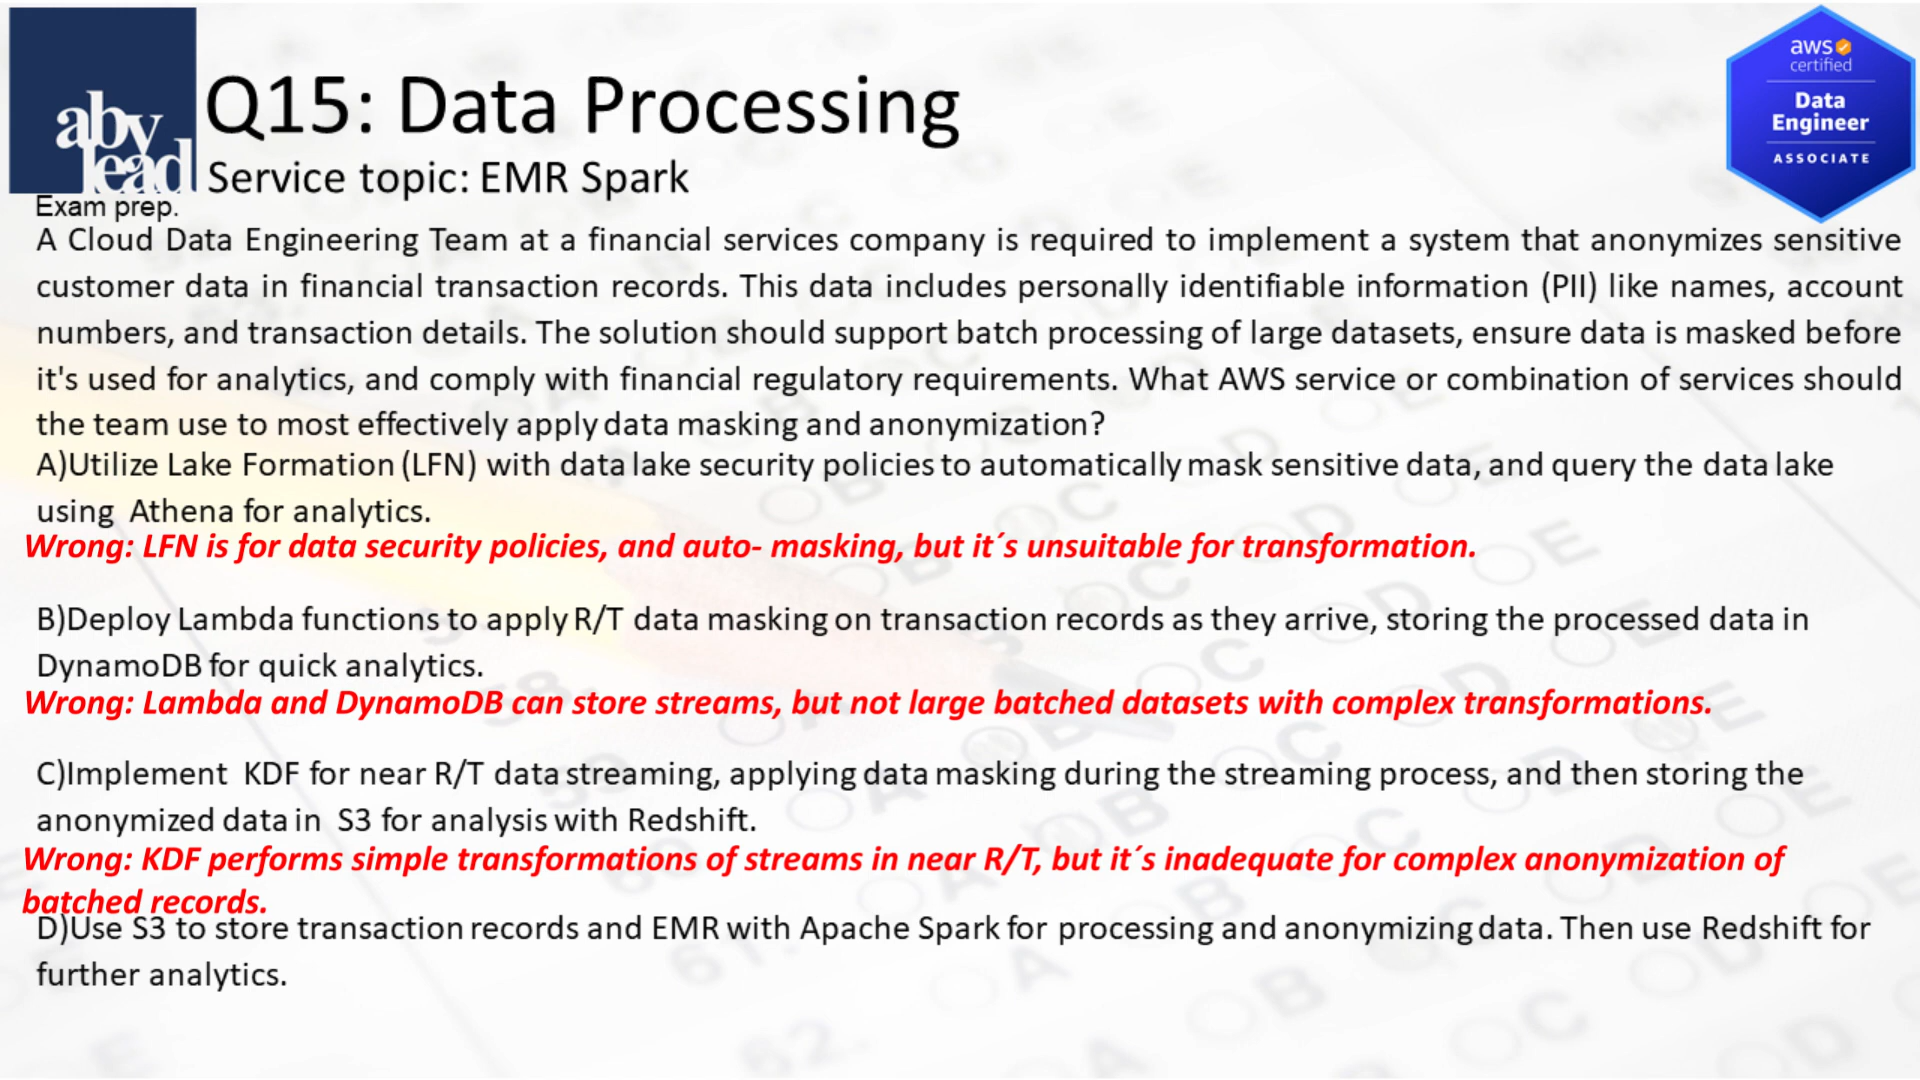 aby
lead
Exam prep.
Q15: Data Processing
Service topic: EMR Spark
aws
certified
Data
Engineer
ASSOCIATE
A Cloud Data Engineering Team at a financial services company is required to implement a system that anonymizes sensitive
customer data in financial transaction records. This data includes personally identifiable information (PII) like names, account
numbers, and transaction details. The solution should support batch processing of large datasets, ensure data is masked before
it's used for analytics, and comply with financial regulatory requirements. What AWS service or combination of services should
the team use to most effectively apply data masking and anonymization?
A)Utilize Lake Formation (LFN) with data lake security policies to automatically mask sensitive data, and query the data lake
using Athena for analytics.
Wrong: LFN is for data security policies, and auto- masking, but it´s unsuitable for transformation.
B)Deploy Lambda functions to apply R/T data masking on transaction records as they arrive, storing the processed data in
DynamoDB for quick analytics.
Wrong: Lambda and DynamoDB can store streams, but not large batched datasets with complex transformations.
C)Implement KDF for near R/T data streaming, applying data masking during the streaming process, and then storing the
anonymized data in S3 for analysis with Redshift.
Wrong: KDF performs simple transformations of streams in near R/T, but it´s inadequate for complex anonymization of
batched records.
D)Use S3 to store transaction records and EMR with Apache Spark for processing and anonymizing data. Then use Redshift for
further analytics.